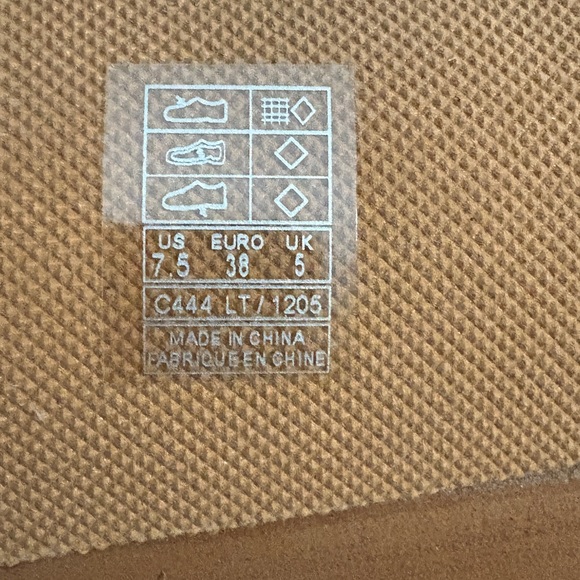 US EURO UK
7.5 38 5
C444 LT / 1205
MADE IN CHINA
FABRIQUE EN CHINE